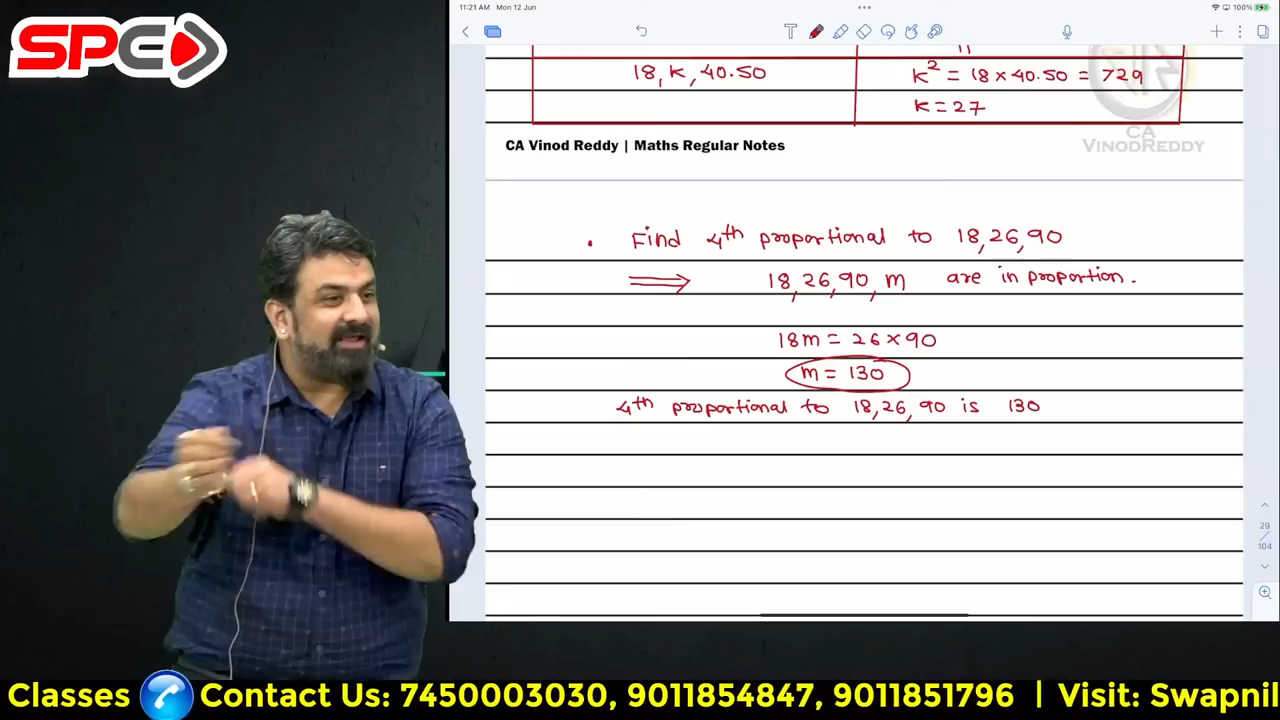 11:21 AM Mon 12 Jun
100%
SPE
18, K, 40.50
K² = 18 × 40.50 = 729
K = 27
CA Vinod Reddy | Maths Regular Notes
CA
VINODREDDY
• Find 4th proportional to 18, 26, 90
⟹ 18, 26, 90, m are in proportion.
18m = 26 × 90
m = 130
4th proportional to 18, 26, 90 is 130
29
/
104
Classes Contact Us: 7450003030, 9011854847, 9011851796 | Visit: Swapnil